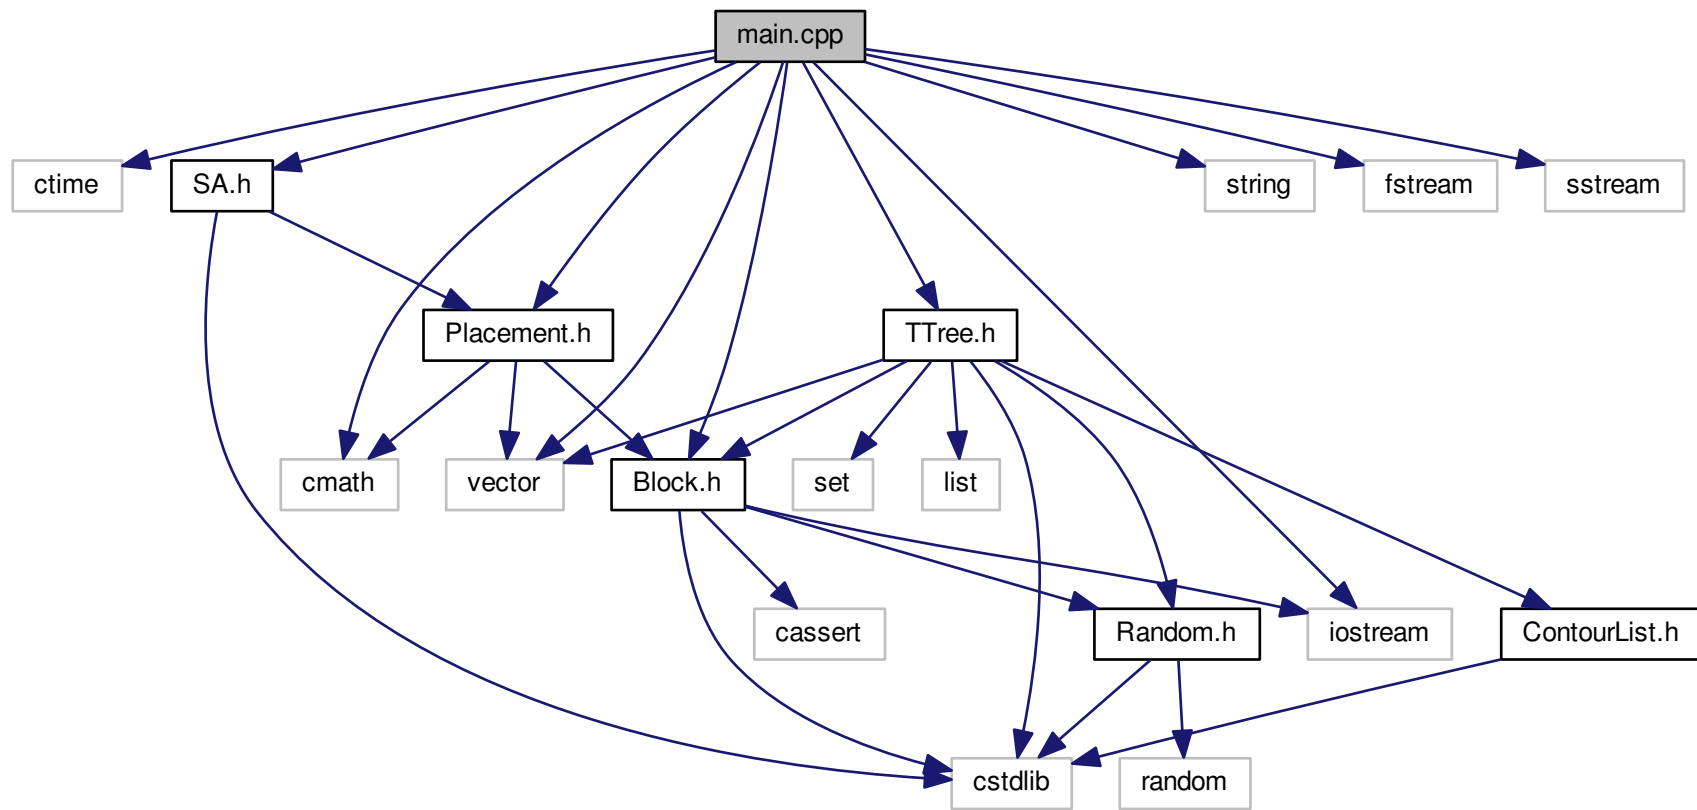 main.cpp
ctime
SA.h
string
fstream
sstream
Placement.h
TTree.h
cmath
vector
Block.h
set
list
cassert
Random.h
iostream
ContourList.h
cstdlib
random